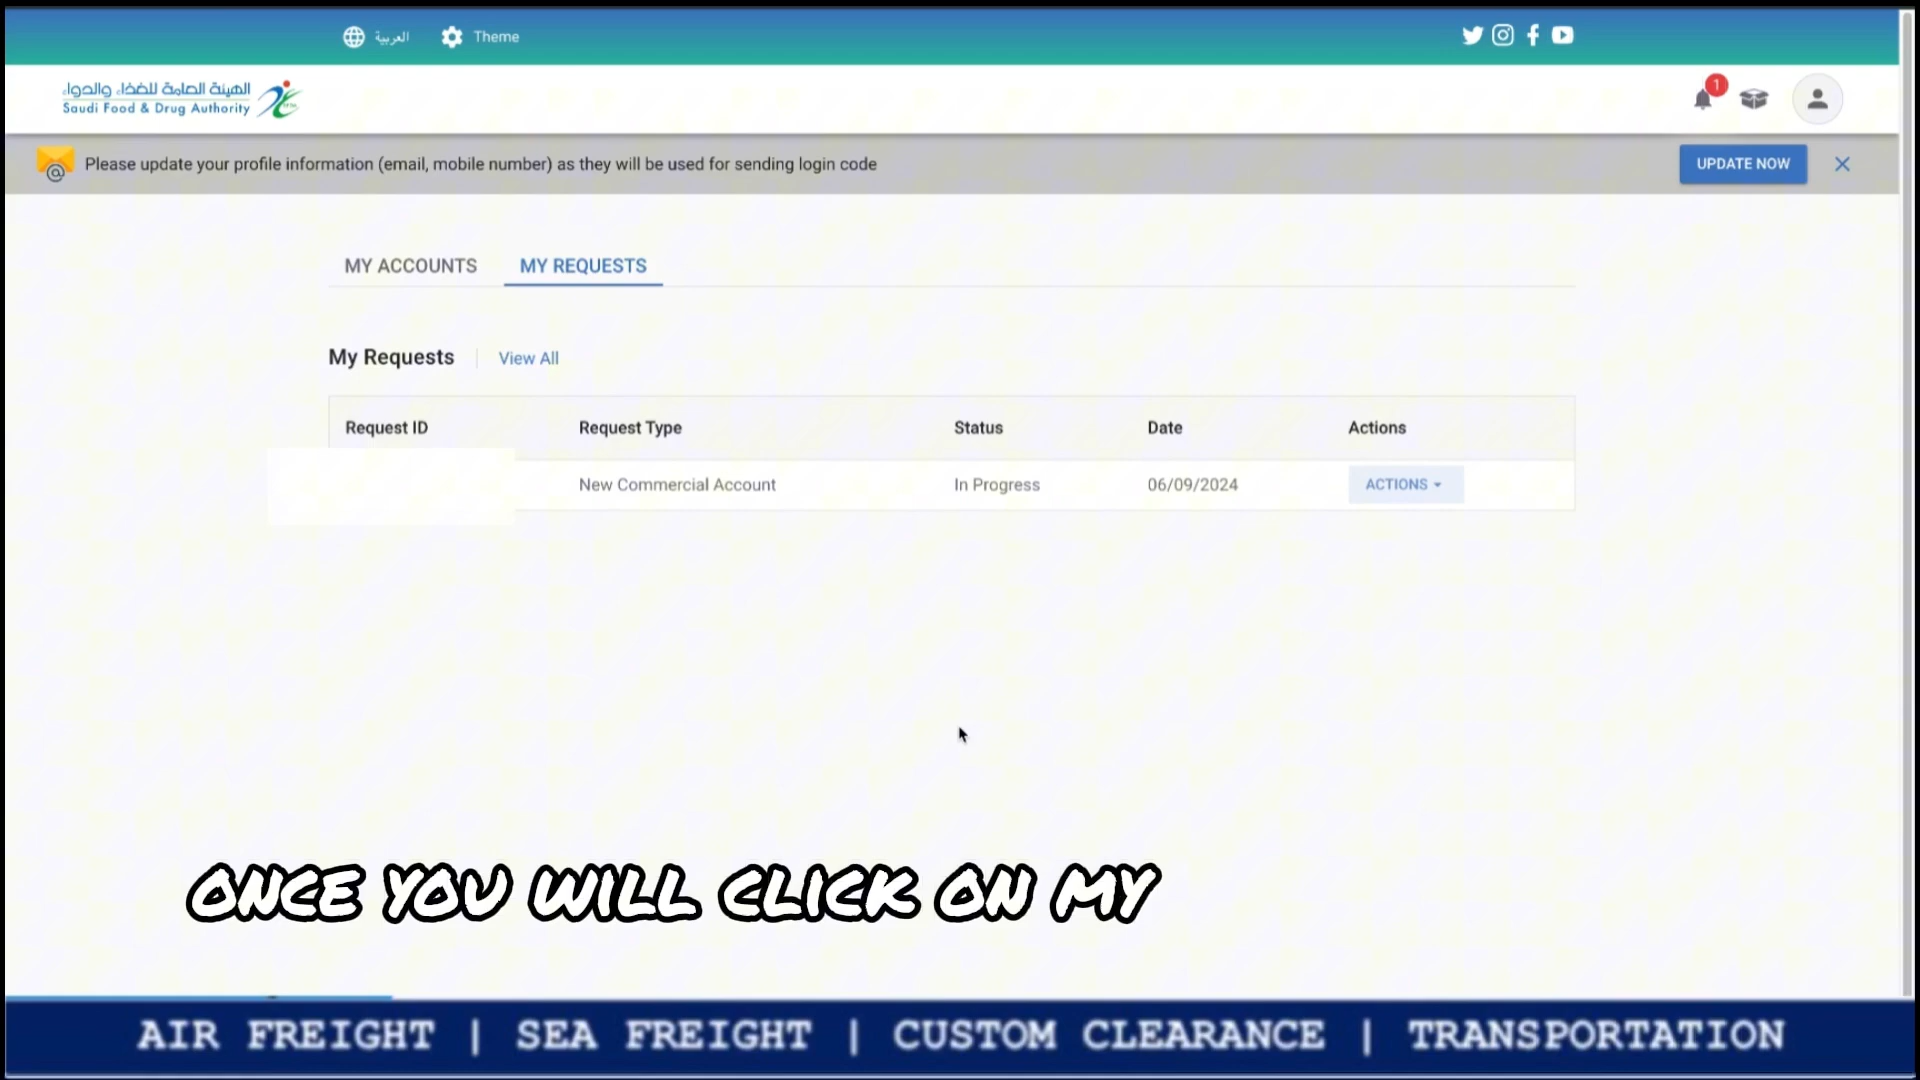 العربية Theme
الهيئة العامة للغذاء والدواء
Saudi Food & Drug Authority
1
Please update your profile information (email, mobile number) as they will be used for sending login code
UPDATE NOW
MY ACCOUNTS MY REQUESTS
My Requests View All
Request ID Request Type Status Date Actions
New Commercial Account In Progress 06/09/2024 ACTIONS
ONCE YOU WILL CLICK ON MY
AIR FREIGHT | SEA FREIGHT | CUSTOM CLEARANCE | TRANSPORTATION